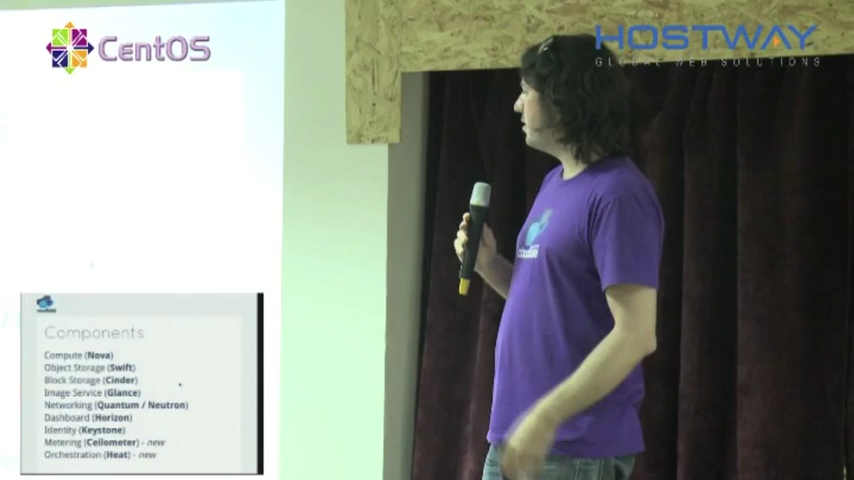 CentOS
HOSTWAY
GLOBAL WEB SOLUTIONS
Components
Compute (Nova)
Object Storage (Swift)
Block Storage (Cinder)
Image Service (Glance)
Networking (Quantum / Neutron)
Dashboard (Horizon)
Identity (Keystone)
Metering (Ceilometer) - new
Orchestration (Heat) - new